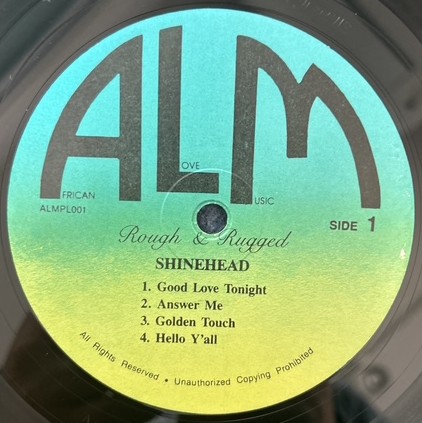 ALM
AFRICAN LOVE MUSIC
ALMPL001
SIDE 1
Rough & Rugged
SHINEHEAD
1. Good Love Tonight
2. Answer Me
3. Golden Touch
4. Hello Y'all
All Rights Reserved • Unauthorized Copying Prohibited